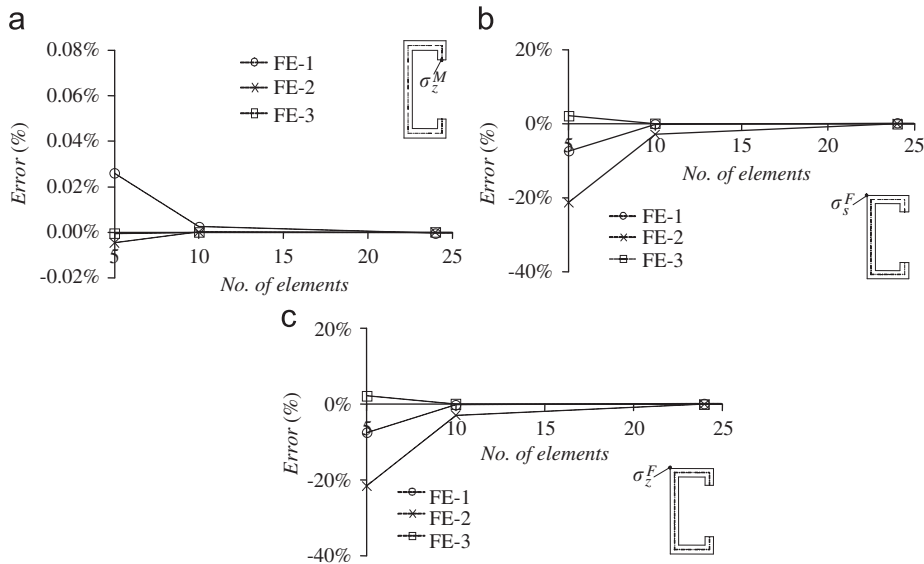 a
0.08%
0.06%
0.04%
0.02%
0.00%
-0.02%
Error (%)
5
10
15
20
25
No. of elements
FE-1
FE-2
FE-3
σ_z^M
b
20%
0%
-20%
-40%
Error (%)
5
10
15
20
25
No. of elements
FE-1
FE-2
FE-3
σ_s^F
c
20%
0%
-20%
-40%
Error (%)
5
10
15
20
25
No. of elements
FE-1
FE-2
FE-3
σ_z^F